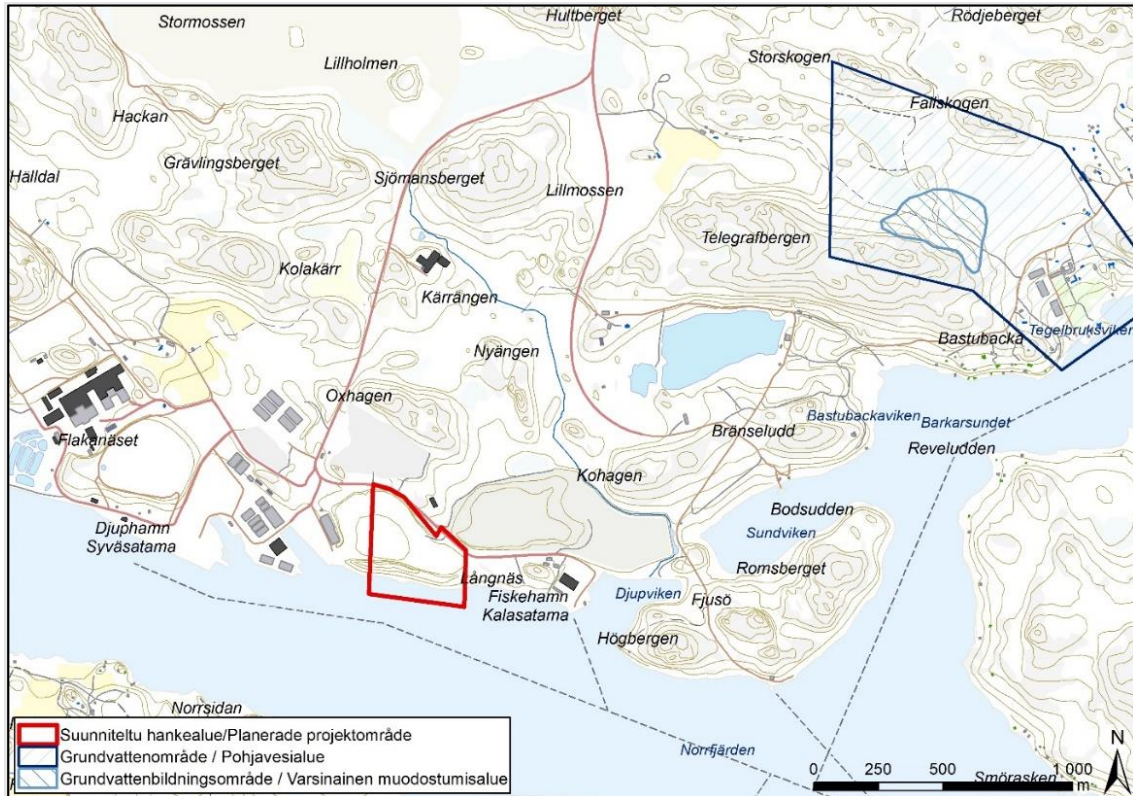 Stormossen
Hultberget
Rödjeberget
Storskogen
Lillholmen
Fallskogen
Hackan
Grävlingsberget
Hälldal
Sjömansberget
Lillmossen
Telegrafbergen
Kolakärr
Kärrängen
Tegelbruksviken
Bastubacka
Nyängen
Oxhagen
Bastubackaviken
Barkarsundet
Bränseludd
Flakanäset
Reveludden
Kohagen
Bodsudden
Djuphamn
Syväsatama
Sundviken
Romsberget
Långnäs
Fiskehamn
Kalasatama
Djupviken
Fjusö
Högbergen
Norrsidan
Norrfjärden
Smörasken
Suunniteltu hankealue/Planerade projektområde
Grundvattenområde / Pohjavesialue
Grundvattenbildningsområde / Varsinainen muodostumisalue
N
0 250 500 1 000
m